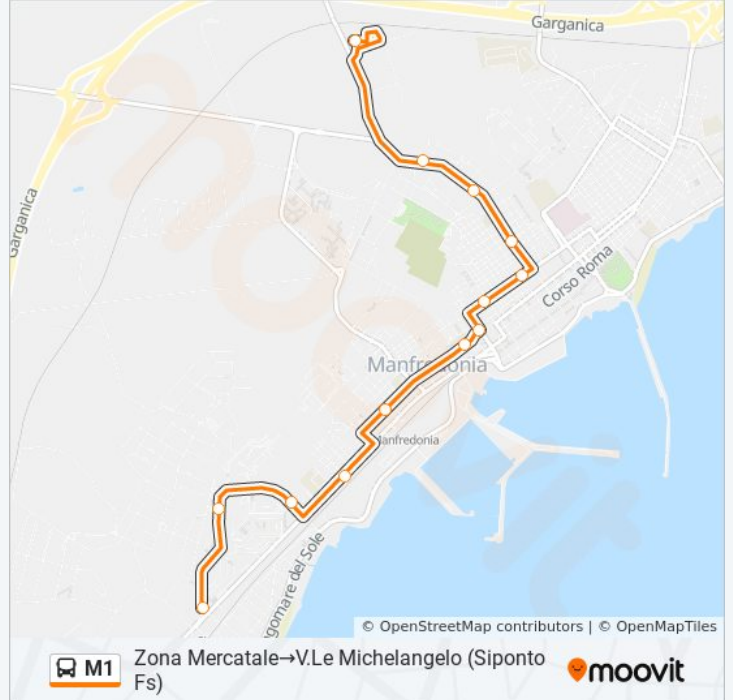 Garganica
Garganica
Corso Roma
Manfredonia
Manfredonia
gomare del Sole
© OpenStreetMap contributors | © OpenMapTiles
M1
Zona Mercatale→V.Le Michelangelo (Siponto
Fs)
moovit